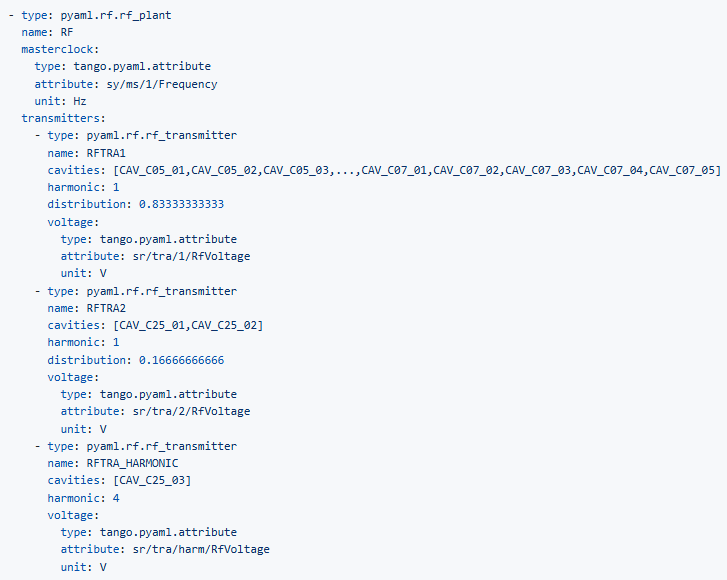 - type: pyaml.rf.rf_plant
  name: RF
  masterclock:
    type: tango.pyaml.attribute
    attribute: sy/ms/1/Frequency
    unit: Hz
  transmitters:
    - type: pyaml.rf.rf_transmitter
      name: RFTRA1
      cavities: [CAV_C05_01,CAV_C05_02,CAV_C05_03,...,CAV_C07_01,CAV_C07_02,CAV_C07_03,CAV_C07_04,CAV_C07_05]
      harmonic: 1
      distribution: 0.83333333333
      voltage:
        type: tango.pyaml.attribute
        attribute: sr/tra/1/RfVoltage
        unit: V
    - type: pyaml.rf.rf_transmitter
      name: RFTRA2
      cavities: [CAV_C25_01,CAV_C25_02]
      harmonic: 1
      distribution: 0.16666666666
      voltage:
        type: tango.pyaml.attribute
        attribute: sr/tra/2/RfVoltage
        unit: V
    - type: pyaml.rf.rf_transmitter
      name: RFTRA_HARMONIC
      cavities: [CAV_C25_03]
      harmonic: 4
      voltage:
        type: tango.pyaml.attribute
        attribute: sr/tra/harm/RfVoltage
        unit: V